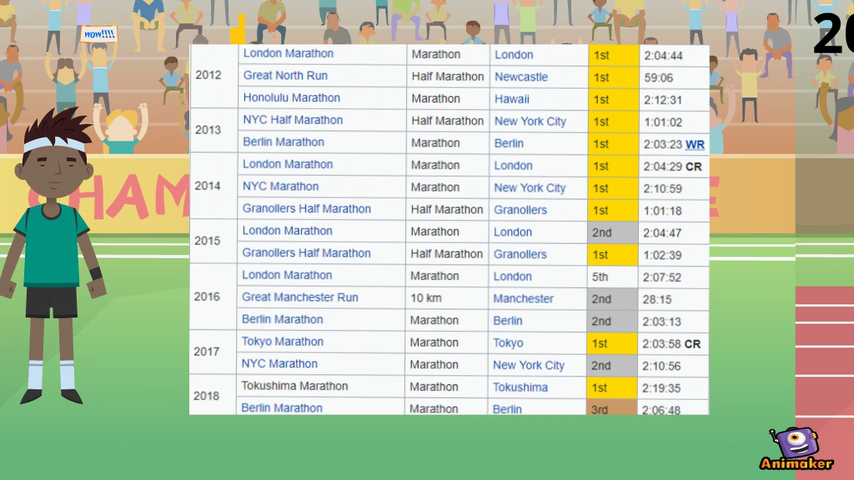 wow!!!!
20
London Marathon Marathon London 1st 2:04:44
2012 Great North Run Half Marathon Newcastle 1st 59:06
Honolulu Marathon Marathon Hawaii 1st 2:12:31
2013 NYC Half Marathon Half Marathon New York City 1st 1:01:02
Berlin Marathon Marathon Berlin 1st 2:03:23 WR
London Marathon Marathon London 1st 2:04:29 CR
2014 NYC Marathon Marathon New York City 1st 2:10:59
Granollers Half Marathon Half Marathon Granollers 1st 1:01:18
2015 London Marathon Marathon London 2nd 2:04:47
Granollers Half Marathon Half Marathon Granollers 1st 1:02:39
London Marathon Marathon London 5th 2:07:52
2016 Great Manchester Run 10 km Manchester 2nd 28:15
Berlin Marathon Marathon Berlin 2nd 2:03:13
2017 Tokyo Marathon Marathon Tokyo 1st 2:03:58 CR
NYC Marathon Marathon New York City 2nd 2:10:56
2018 Tokushima Marathon Marathon Tokushima 1st 2:19:35
Berlin Marathon Marathon Berlin 3rd 2:06:48
CHAM
E
Animaker